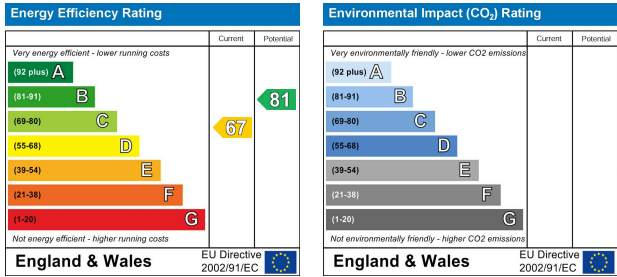 Energy Efficiency Rating
Current Potential
Very energy efficient - lower running costs
(92 plus) A
(81-91) B
81
(69-80) C
67
(55-68) D
(39-54) E
(21-38) F
(1-20) G
Not energy efficient - higher running costs
England & Wales
EU Directive
2002/91/EC
Environmental Impact (CO2) Rating
Current Potential
Very environmentally friendly - lower CO2 emissions
(92 plus) A
(81-91) B
(69-80) C
(55-68) D
(39-54) E
(21-38) F
(1-20) G
Not environmentally friendly - higher CO2 emissions
England & Wales
EU Directive
2002/91/EC